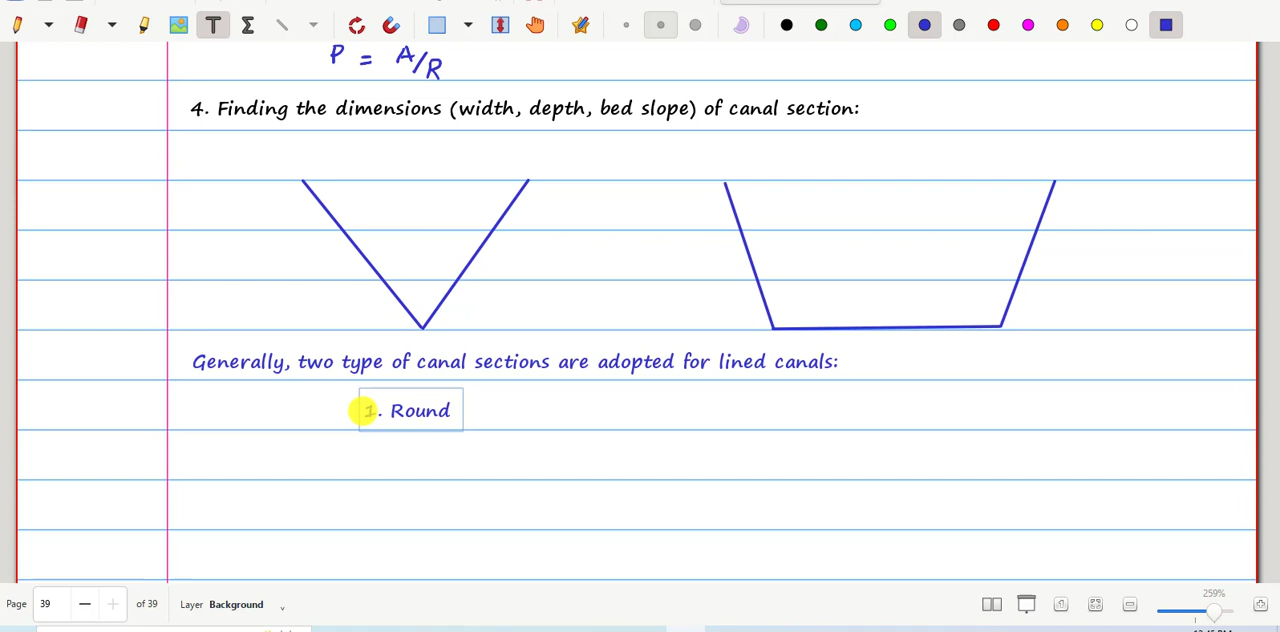 P = A/R
4. Finding the dimensions (width, depth, bed slope) of canal section:
Generally, two type of canal sections are adopted for lined canals:
1. Round
Page 39 of 39 Layer Background 259%